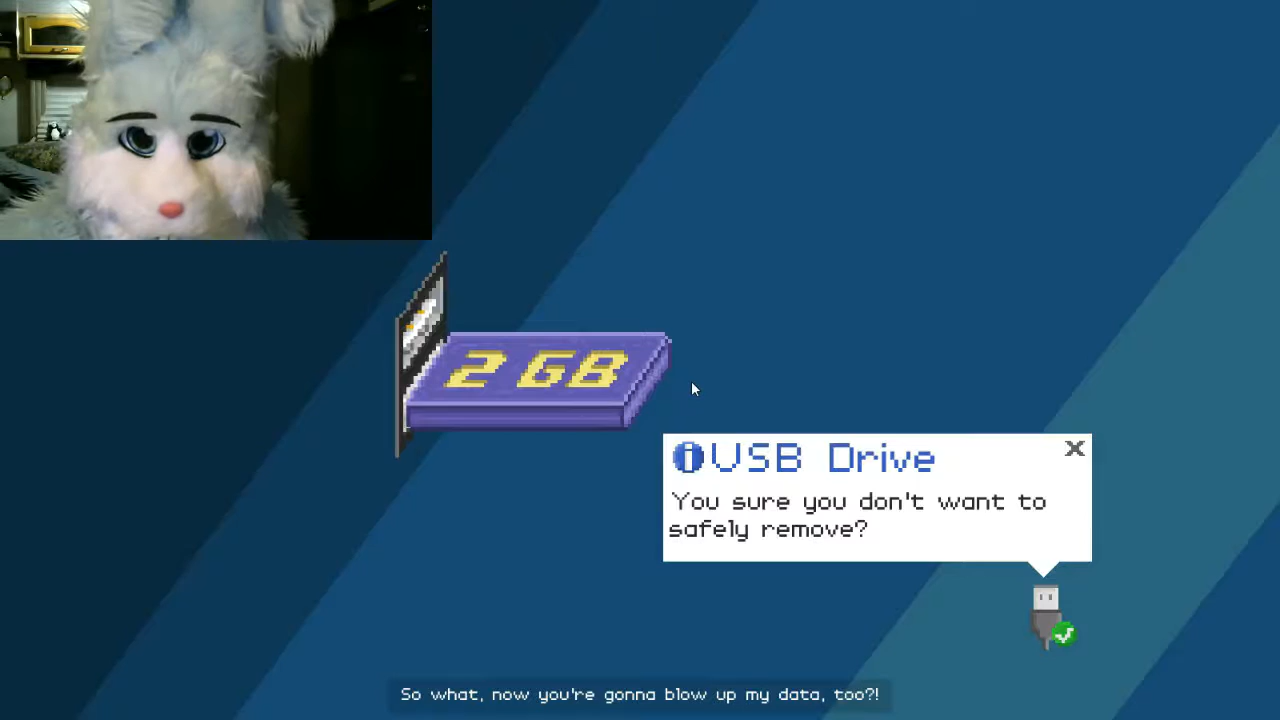 2 GB
USB Drive
You sure you don't want to
safely remove?
So what, now you're gonna blow up my data, too?!